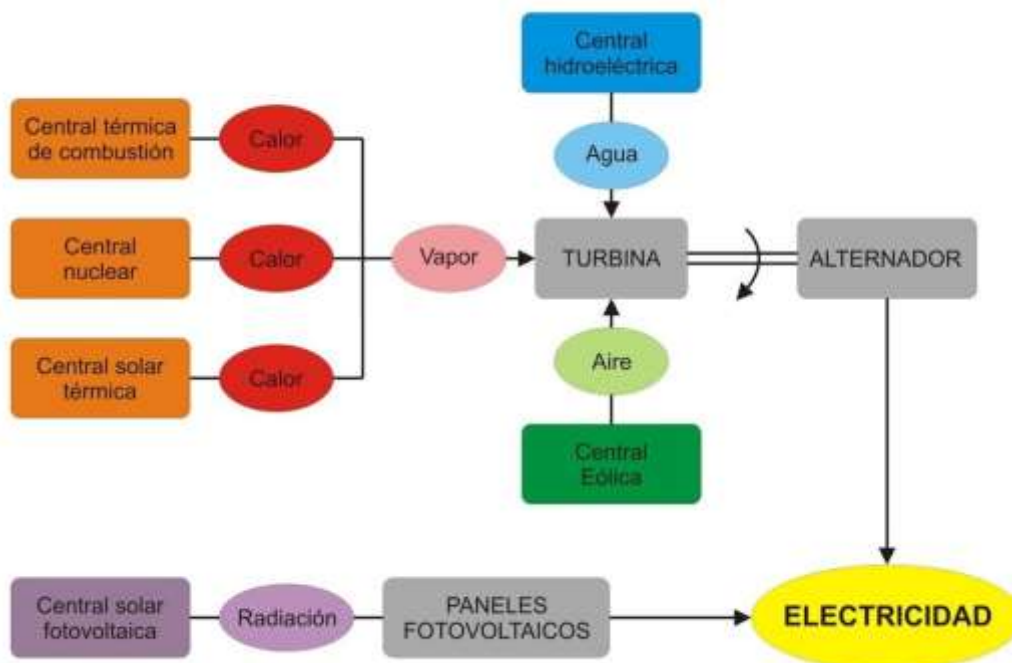 Central
hidroeléctrica
Central térmica
de combustión
Calor
Agua
Central
nuclear
Calor
Vapor
TURBINA
ALTERNADOR
Central solar
térmica
Calor
Aire
Central
Eólica
Central solar
fotovoltaica
Radiación
PANELES
FOTOVOLTAICOS
ELECTRICIDAD